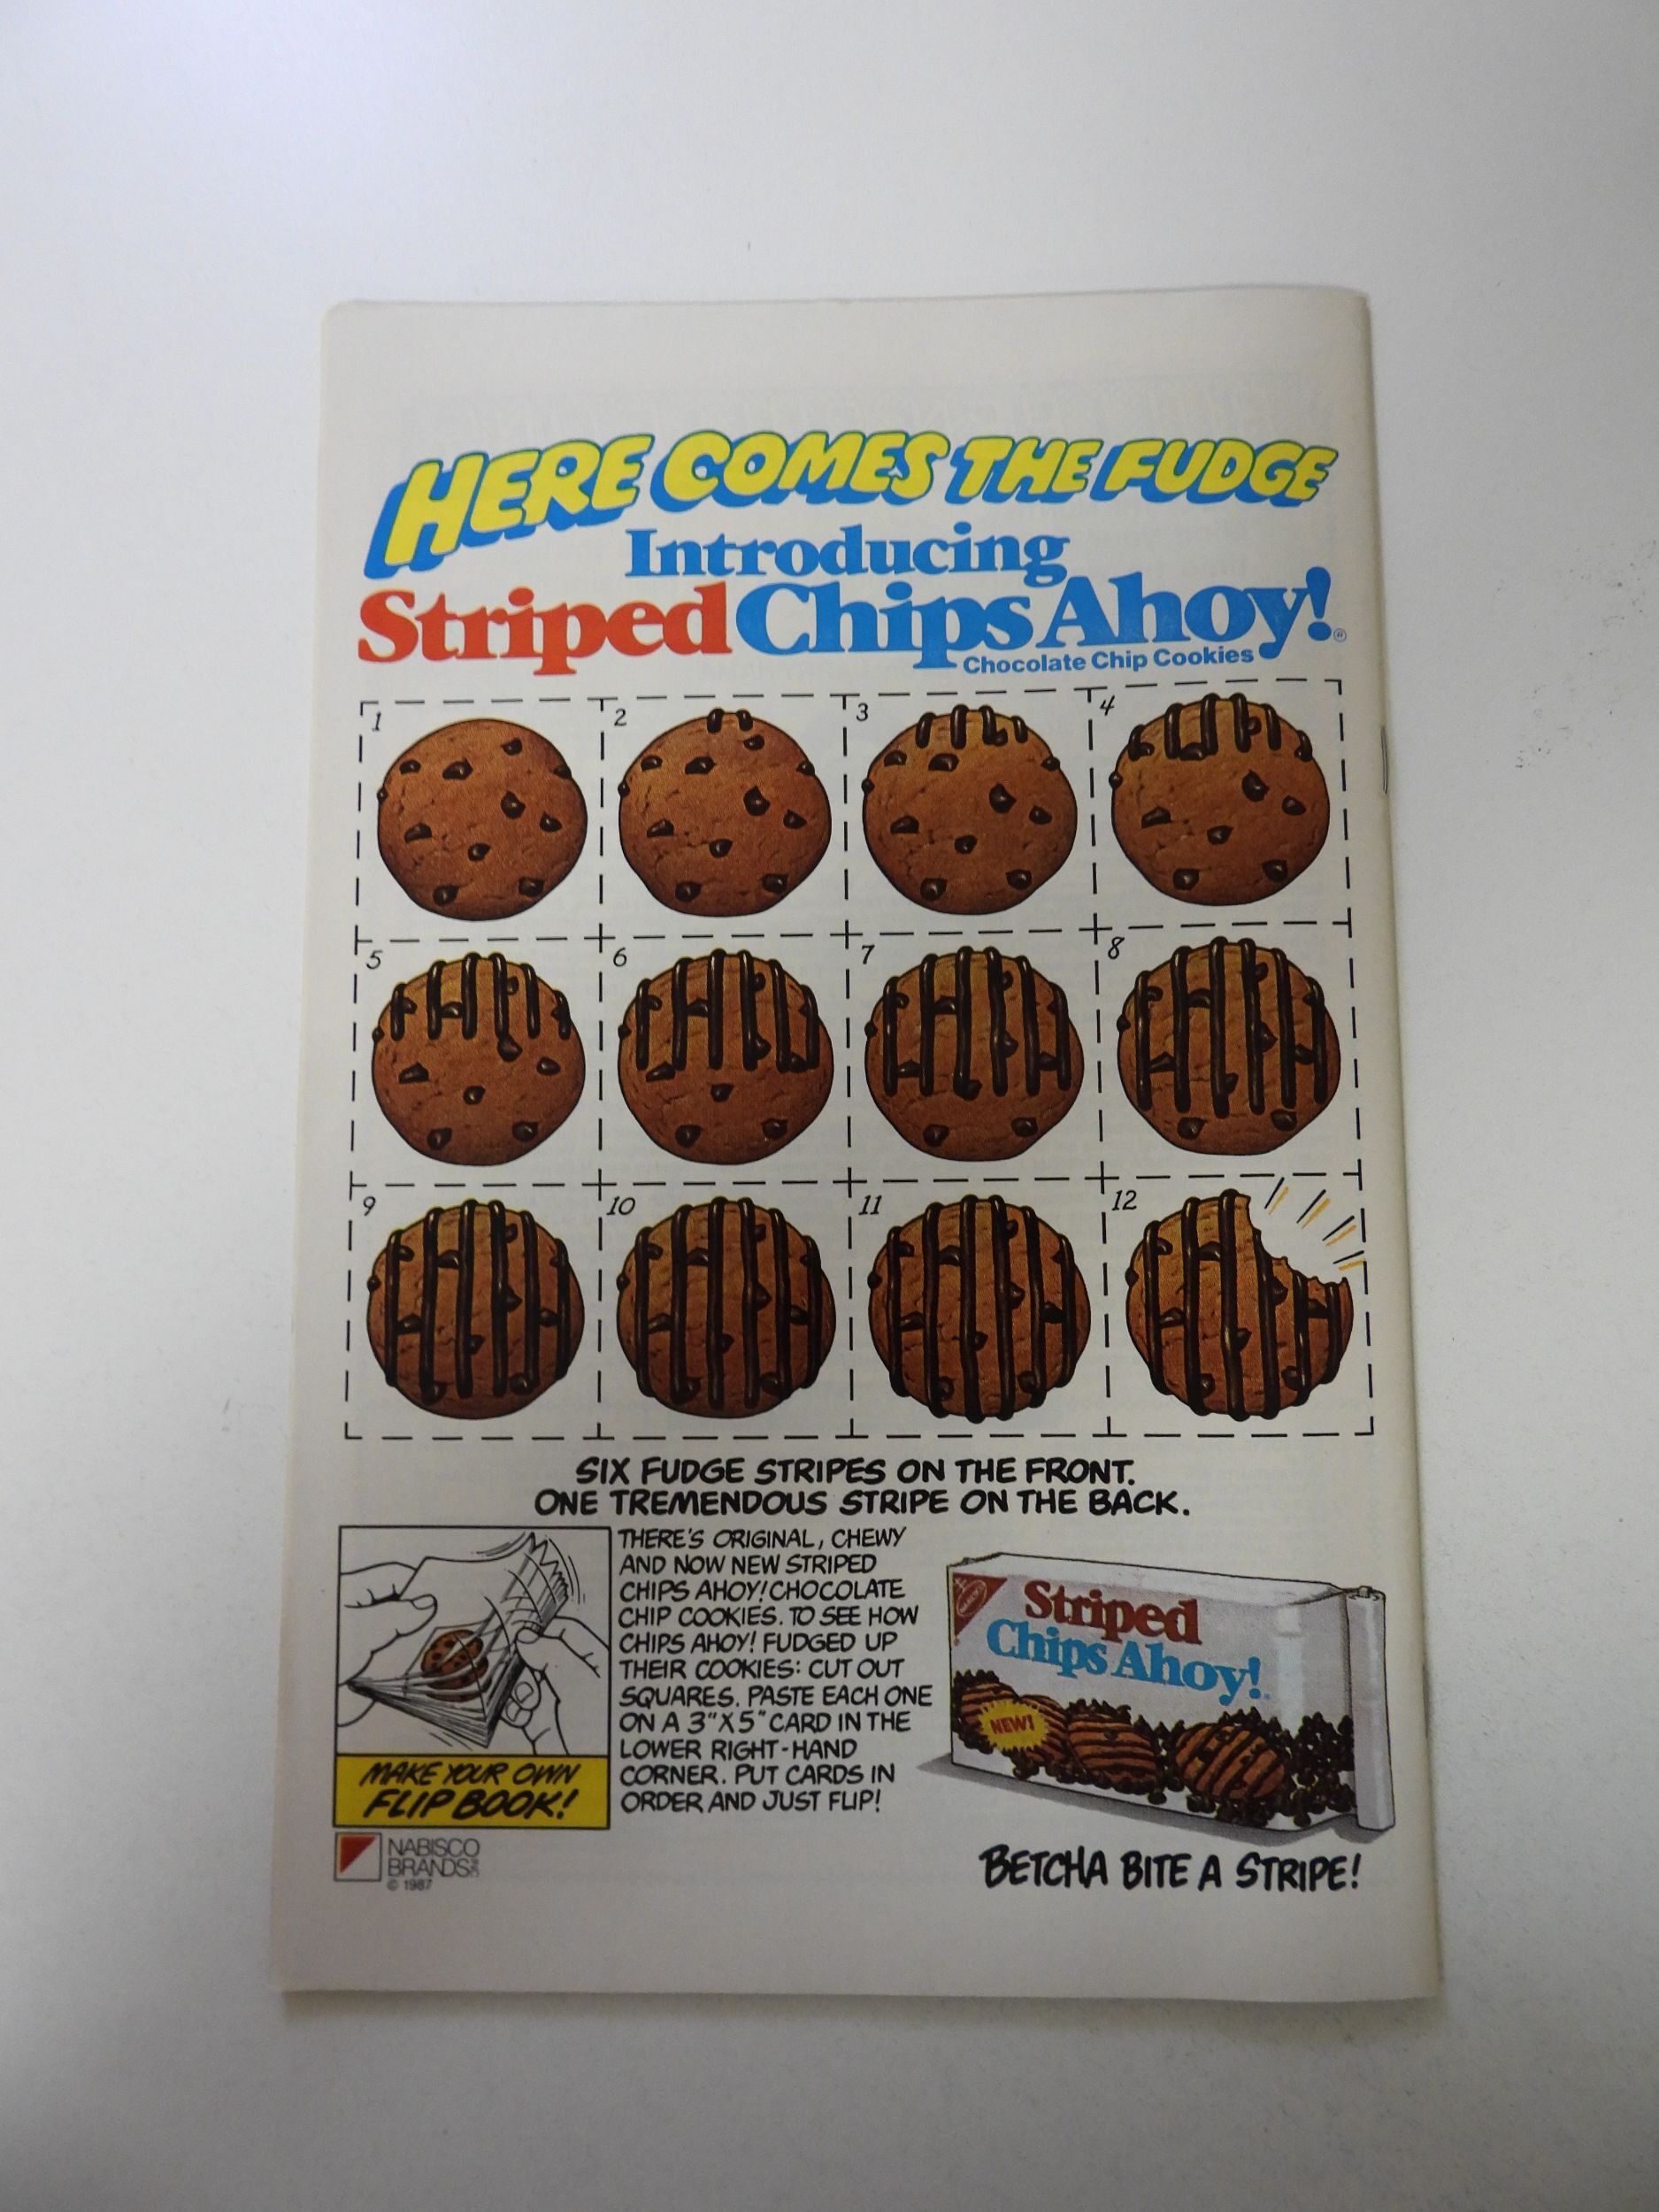 HERE COMES THE FUDGE
Introducing
Striped Chips Ahoy!®
Chocolate Chip Cookies
1
2
3
4
5
6
7
8
9
10
11
12
SIX FUDGE STRIPES ON THE FRONT.
ONE TREMENDOUS STRIPE ON THE BACK.
THERE'S ORIGINAL, CHEWY
AND NOW NEW STRIPED
CHIPS AHOY! CHOCOLATE
CHIP COOKIES. TO SEE HOW
CHIPS AHOY! FUDGED UP
THEIR COOKIES: CUT OUT
SQUARES. PASTE EACH ONE
ON A 3"X5" CARD IN THE
LOWER RIGHT-HAND
CORNER. PUT CARDS IN
ORDER AND JUST FLIP!
MAKE YOUR OWN
FLIP BOOK!
NABISCO
BRANDS
© 1987
NABISCO
Striped
Chips Ahoy!
NEW!
BETCHA BITE A STRIPE!